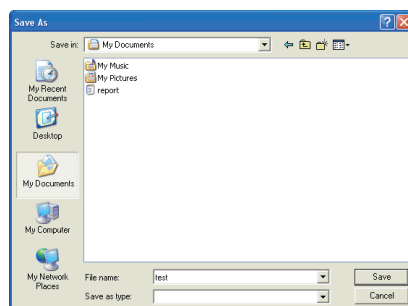 Save As
Save in:
My Documents
My Recent
Documents
Desktop
My Documents
My Computer
My Network
Places
My Music
My Pictures
report
File name:
test
Save
Save as type:
Cancel